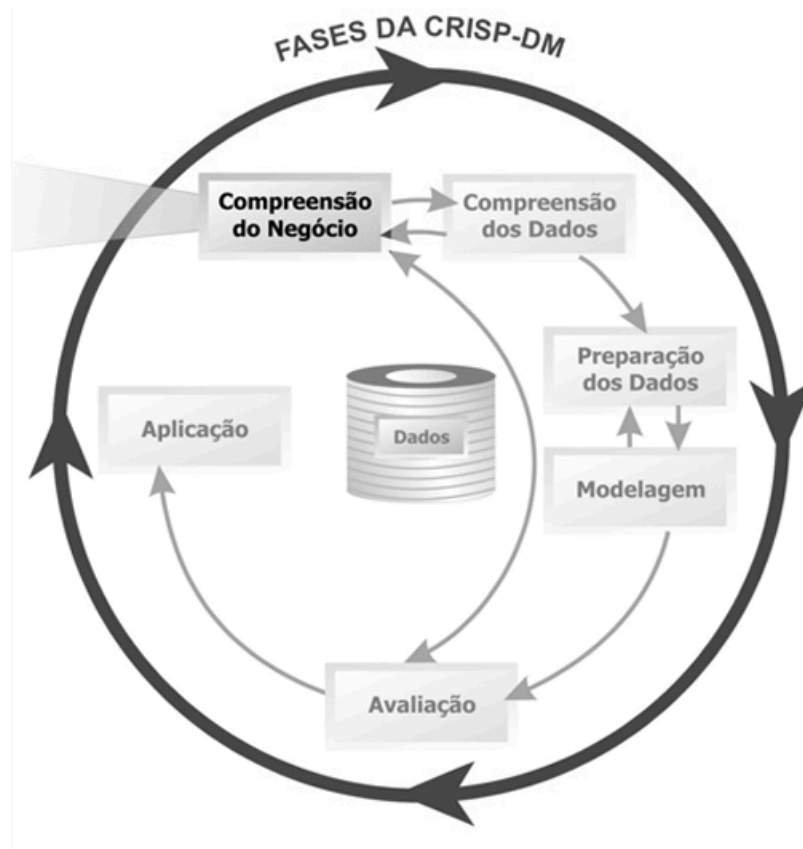 FASES DA CRISP-DM
Compreensão
do Negócio
Compreensão
dos Dados
Preparação
dos Dados
Aplicação
Dados
Modelagem
Avaliação